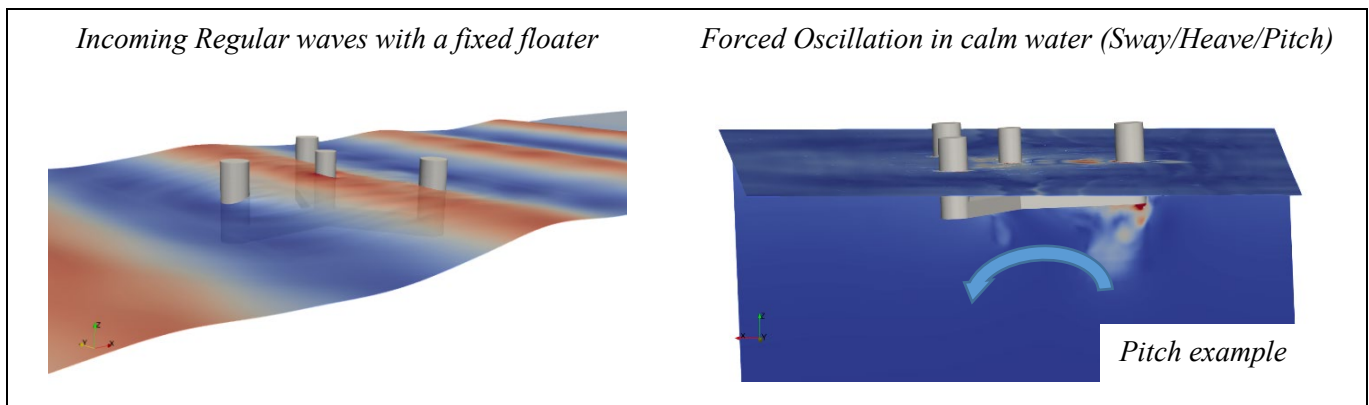 Incoming Regular waves with a fixed floater
Forced Oscillation in calm water (Sway/Heave/Pitch)
Pitch example